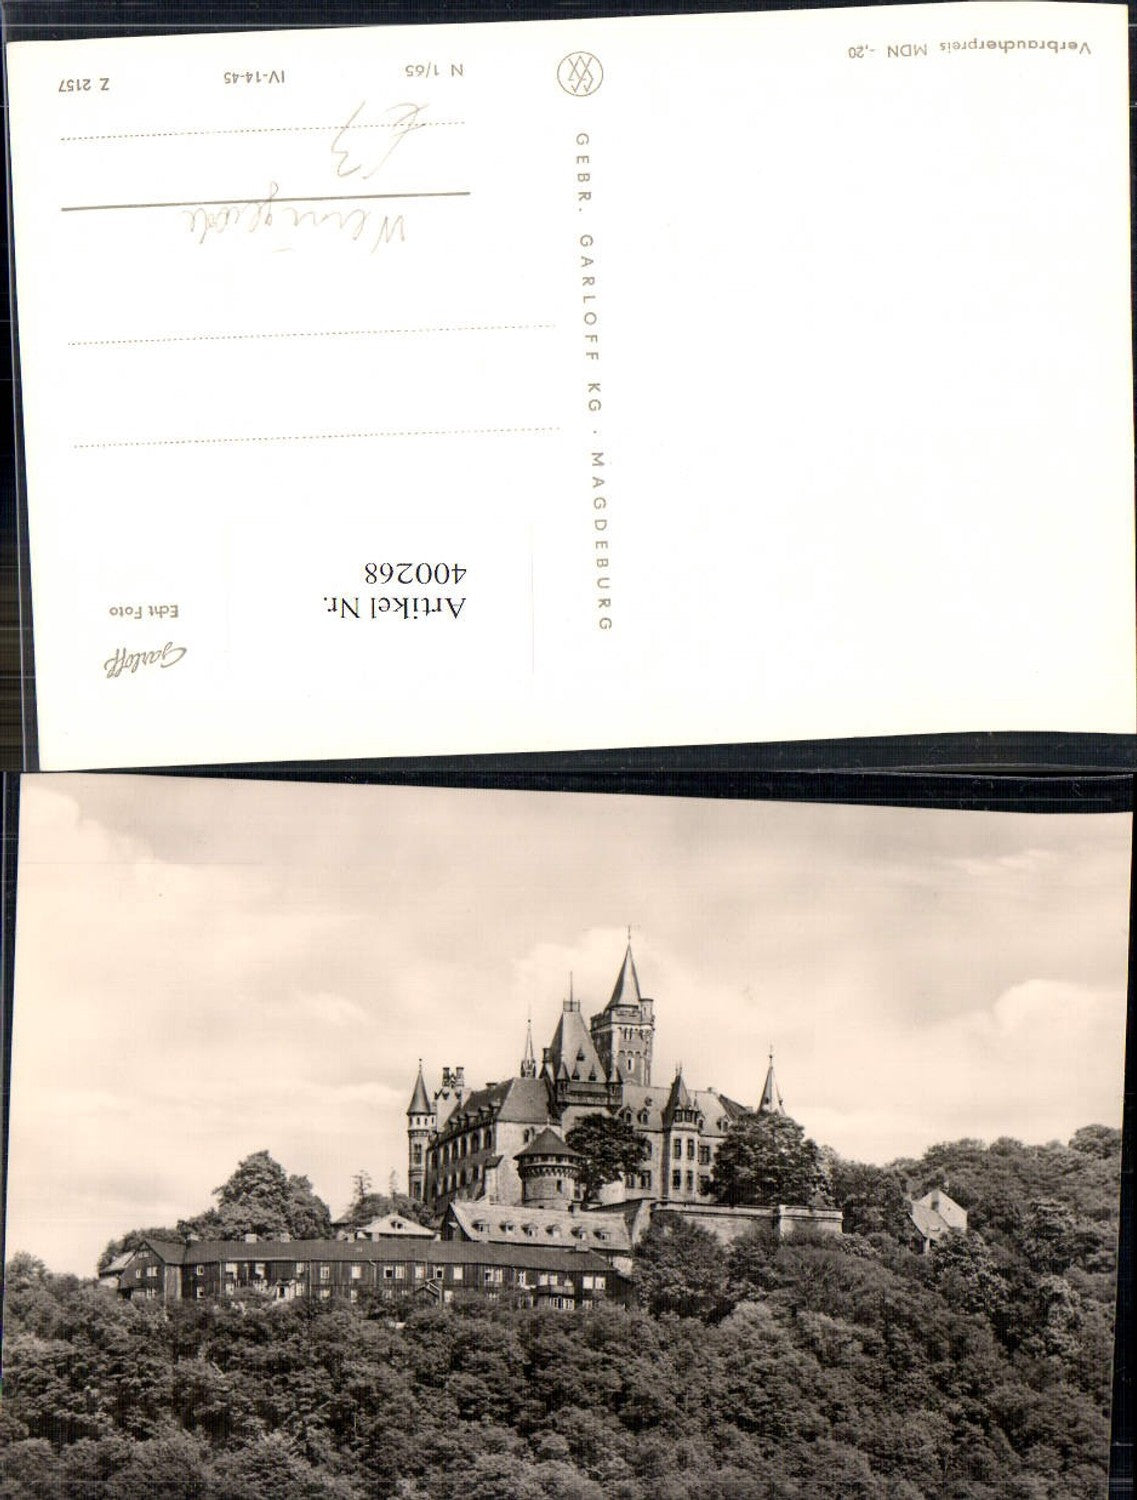 Verbraucherpreis MDN -,20
GEBR. GARLOFF KG · MAGDEBURG
Garloff
Echt Foto
Artikel Nr.
400268
Wernigerode
63
N 1/65 IV-14-45 Z 2157